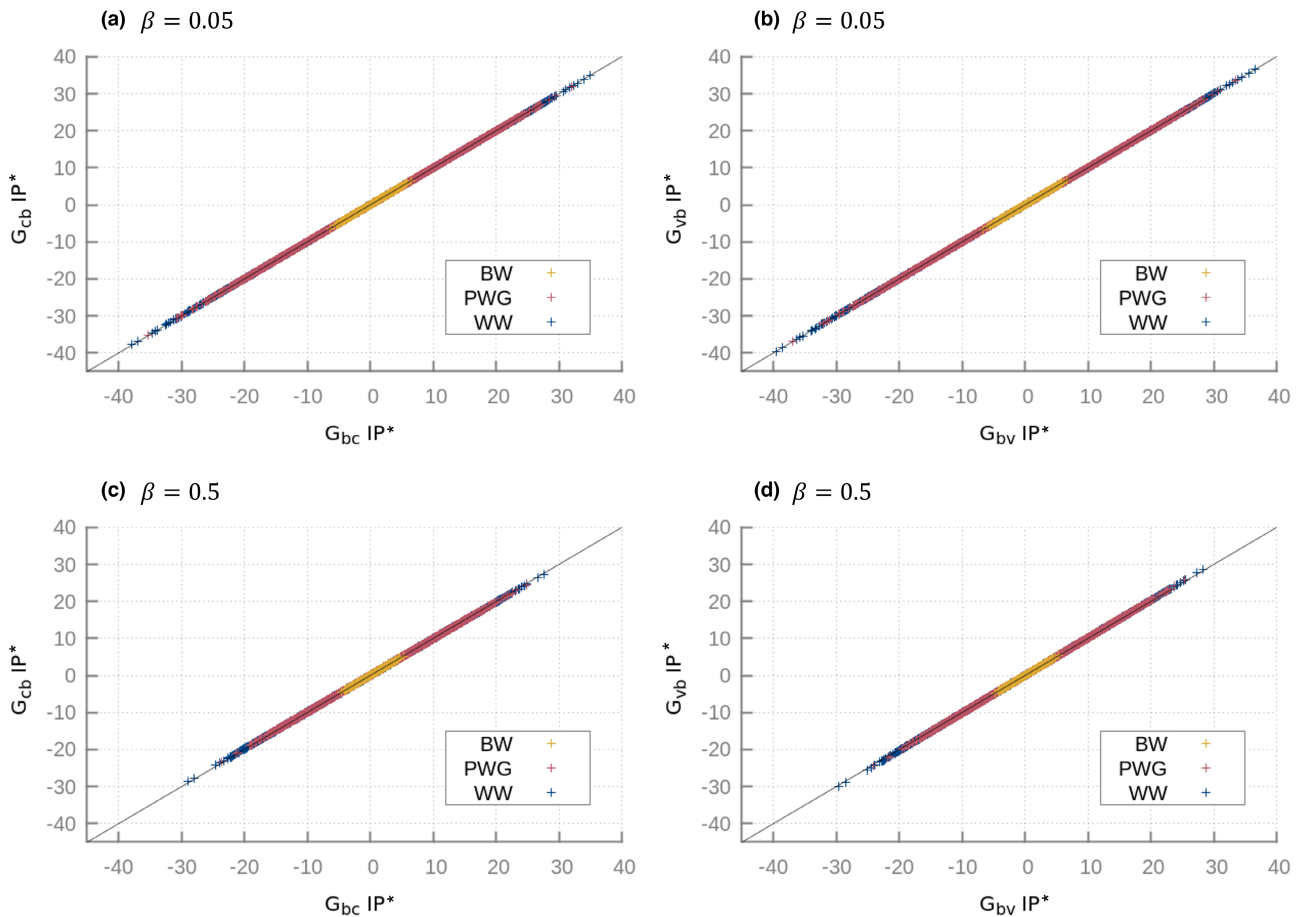 (a) β = 0.05
40
30
20
10
0
-10
-20
-30
-40
G_cb IP*
BW
PWG
WW
-40 -30 -20 -10 0 10 20 30 40
G_bc IP*
(b) β = 0.05
40
30
20
10
0
-10
-20
-30
-40
G_vb IP*
BW
PWG
WW
-40 -30 -20 -10 0 10 20 30 40
G_bv IP*
(c) β = 0.5
40
30
20
10
0
-10
-20
-30
-40
G_cb IP*
BW
PWG
WW
-40 -30 -20 -10 0 10 20 30 40
G_bc IP*
(d) β = 0.5
40
30
20
10
0
-10
-20
-30
-40
G_vb IP*
BW
PWG
WW
-40 -30 -20 -10 0 10 20 30 40
G_bv IP*